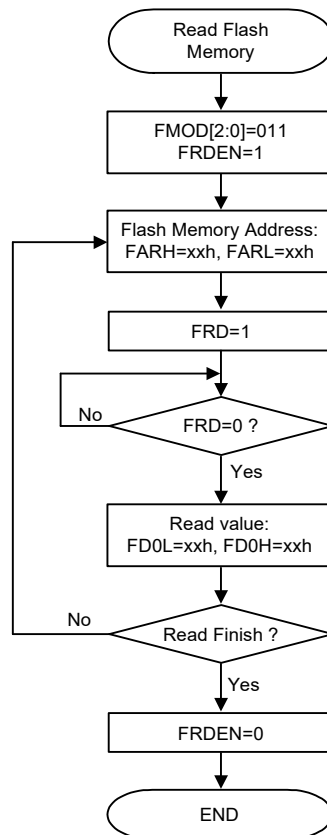 Read Flash
Memory
FMOD[2:0]=011
FRDEN=1
Flash Memory Address:
FARH=xxh, FARL=xxh
FRD=1
No
FRD=0 ?
Yes
Read value:
FD0L=xxh, FD0H=xxh
No
Read Finish ?
Yes
FRDEN=0
END